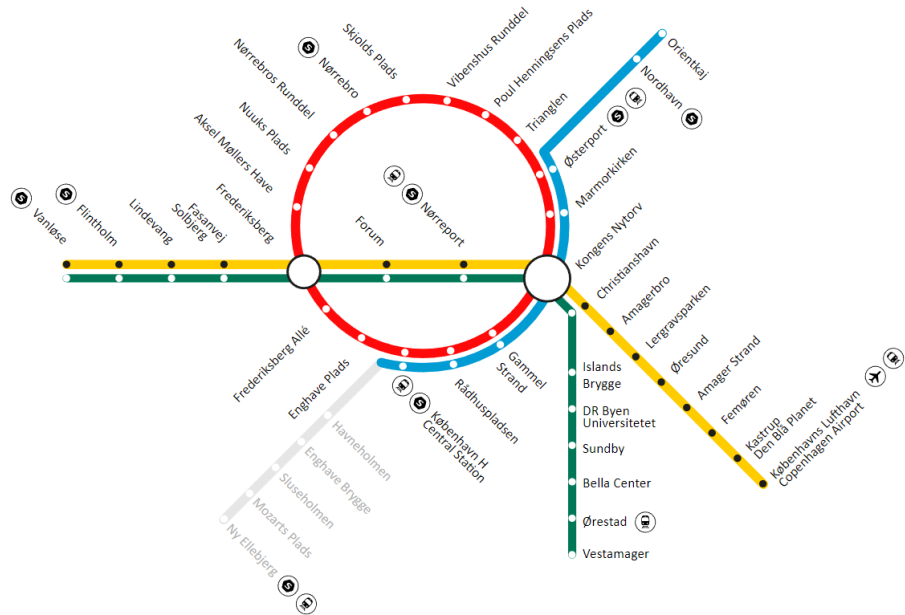 Skjolds Plads
Vibenshus Runddel
Poul Henningsens Plads
Orientkaj
S
Nørrebro
Nørrebros Runddel
Trianglen
Nordhavn
S
Nuuks Plads
Østerport
S
Aksel Møllers Have
Marmorkirken
S
Vanløse
S
Flintholm
Lindevang
Fasanvej
Solbjerg
Frederiksberg
Forum
S
Nørreport
Kongens Nytorv
Christianshavn
Amagerbro
Lergravsparken
Øresund
Amager Strand
Femøren
Kastrup
Den Blå Planet
Københavns Lufthavn
Copenhagen Airport
Frederiksberg Allé
Enghave Plads
S
København H
Central Station
Rådhuspladsen
Gammel
Strand
Islands
Brygge
DR Byen
Universitetet
Sundby
Bella Center
Ørestad
Vestamager
Havneholmen
Enghave Brygge
Sluseholmen
Mozarts Plads
Ny Ellebjerg
S